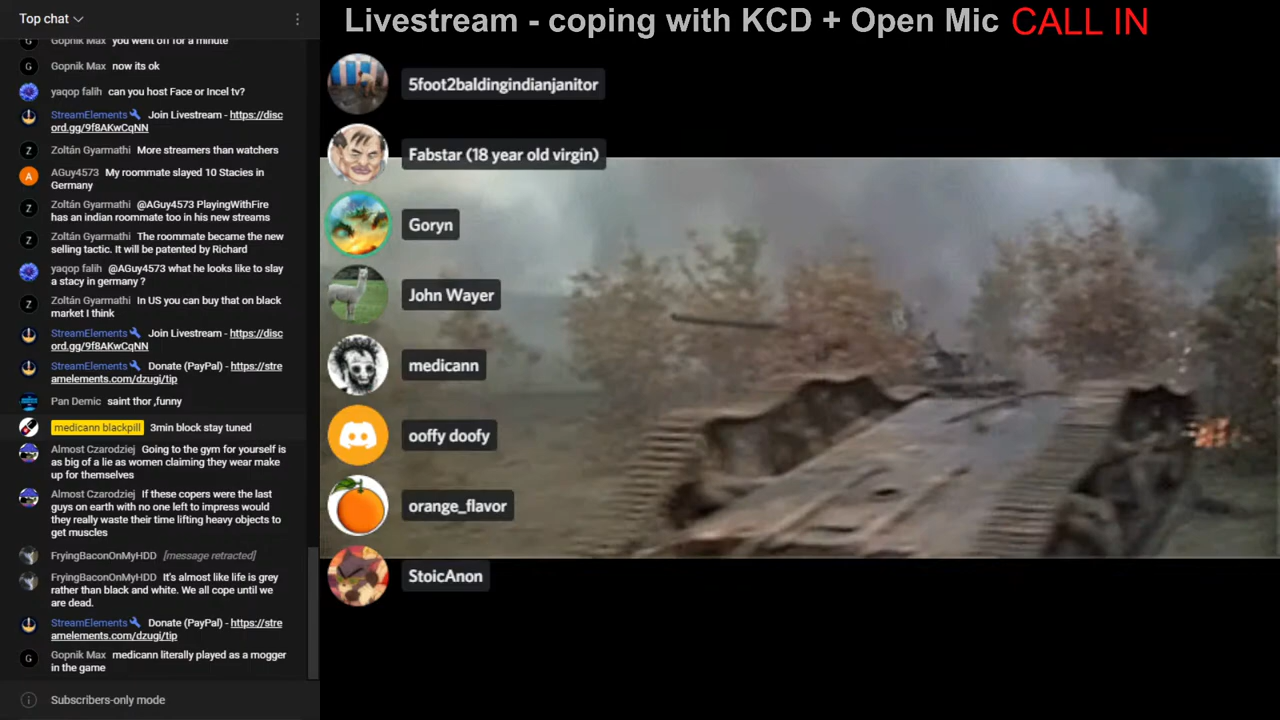 Top chat
Gopnik Max you went off for a minute
G Gopnik Max now its ok
yaqop falih can you host Face or Incel tv?
StreamElements Join Livestream - https://disc
ord.gg/9f8AKwCqNN
Z Zoltán Gyarmathi More streamers than watchers
A AGuy4573 My roommate slayed 10 Stacies in
Germany
Z Zoltán Gyarmathi @AGuy4573 PlayingWithFire
has an indian roommate too in his new streams
Z Zoltán Gyarmathi The roommate became the new
selling tactic. It will be patented by Richard
yaqop falih @AGuy4573 what he looks like to slay
a stacy in germany ?
Z Zoltán Gyarmathi In US you can buy that on black
market I think
StreamElements Join Livestream - https://disc
ord.gg/9f8AKwCqNN
StreamElements Donate (PayPal) - https://stre
amelements.com/dzugi/tip
Pan Demic saint thor ,funny
medicann blackpill 3min block stay tuned
Almost Czarodziej Going to the gym for yourself is
as big of a lie as women claiming they wear make
up for themselves
Almost Czarodziej If these copers were the last
guys on earth with no one left to impress would
they really waste their time lifting heavy objects to
get muscles
FryingBaconOnMyHDD [message retracted]
FryingBaconOnMyHDD It's almost like life is grey
rather than black and white. We all cope until we
are dead.
StreamElements Donate (PayPal) - https://stre
amelements.com/dzugi/tip
G Gopnik Max medicann literally played as a mogger
in the game
Subscribers-only mode
Livestream - coping with KCD + Open Mic CALL IN
5foot2baldingindianjanitor
Fabstar (18 year old virgin)
Goryn
John Wayer
medicann
ooffy doofy
orange_flavor
StoicAnon